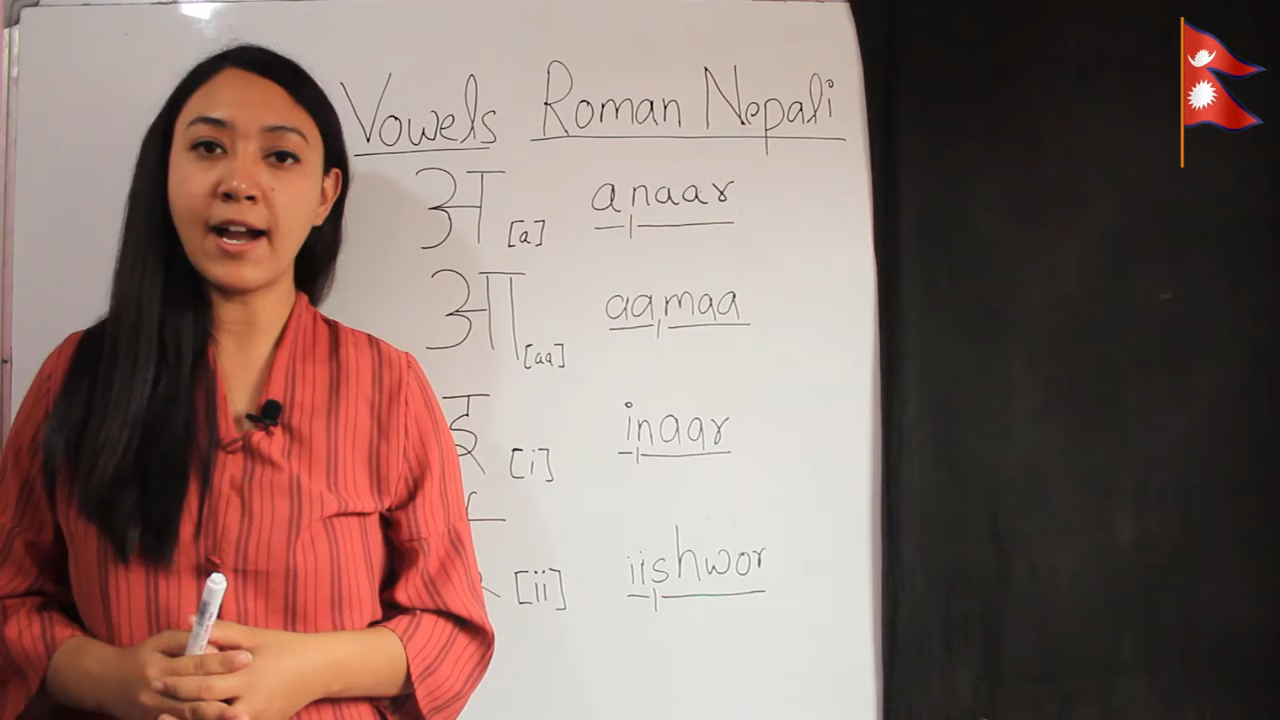 Vowels Roman Nepali
अ [a] anaar
आ [aa] aamaa
इ [i] inaar
[ii] iishwor